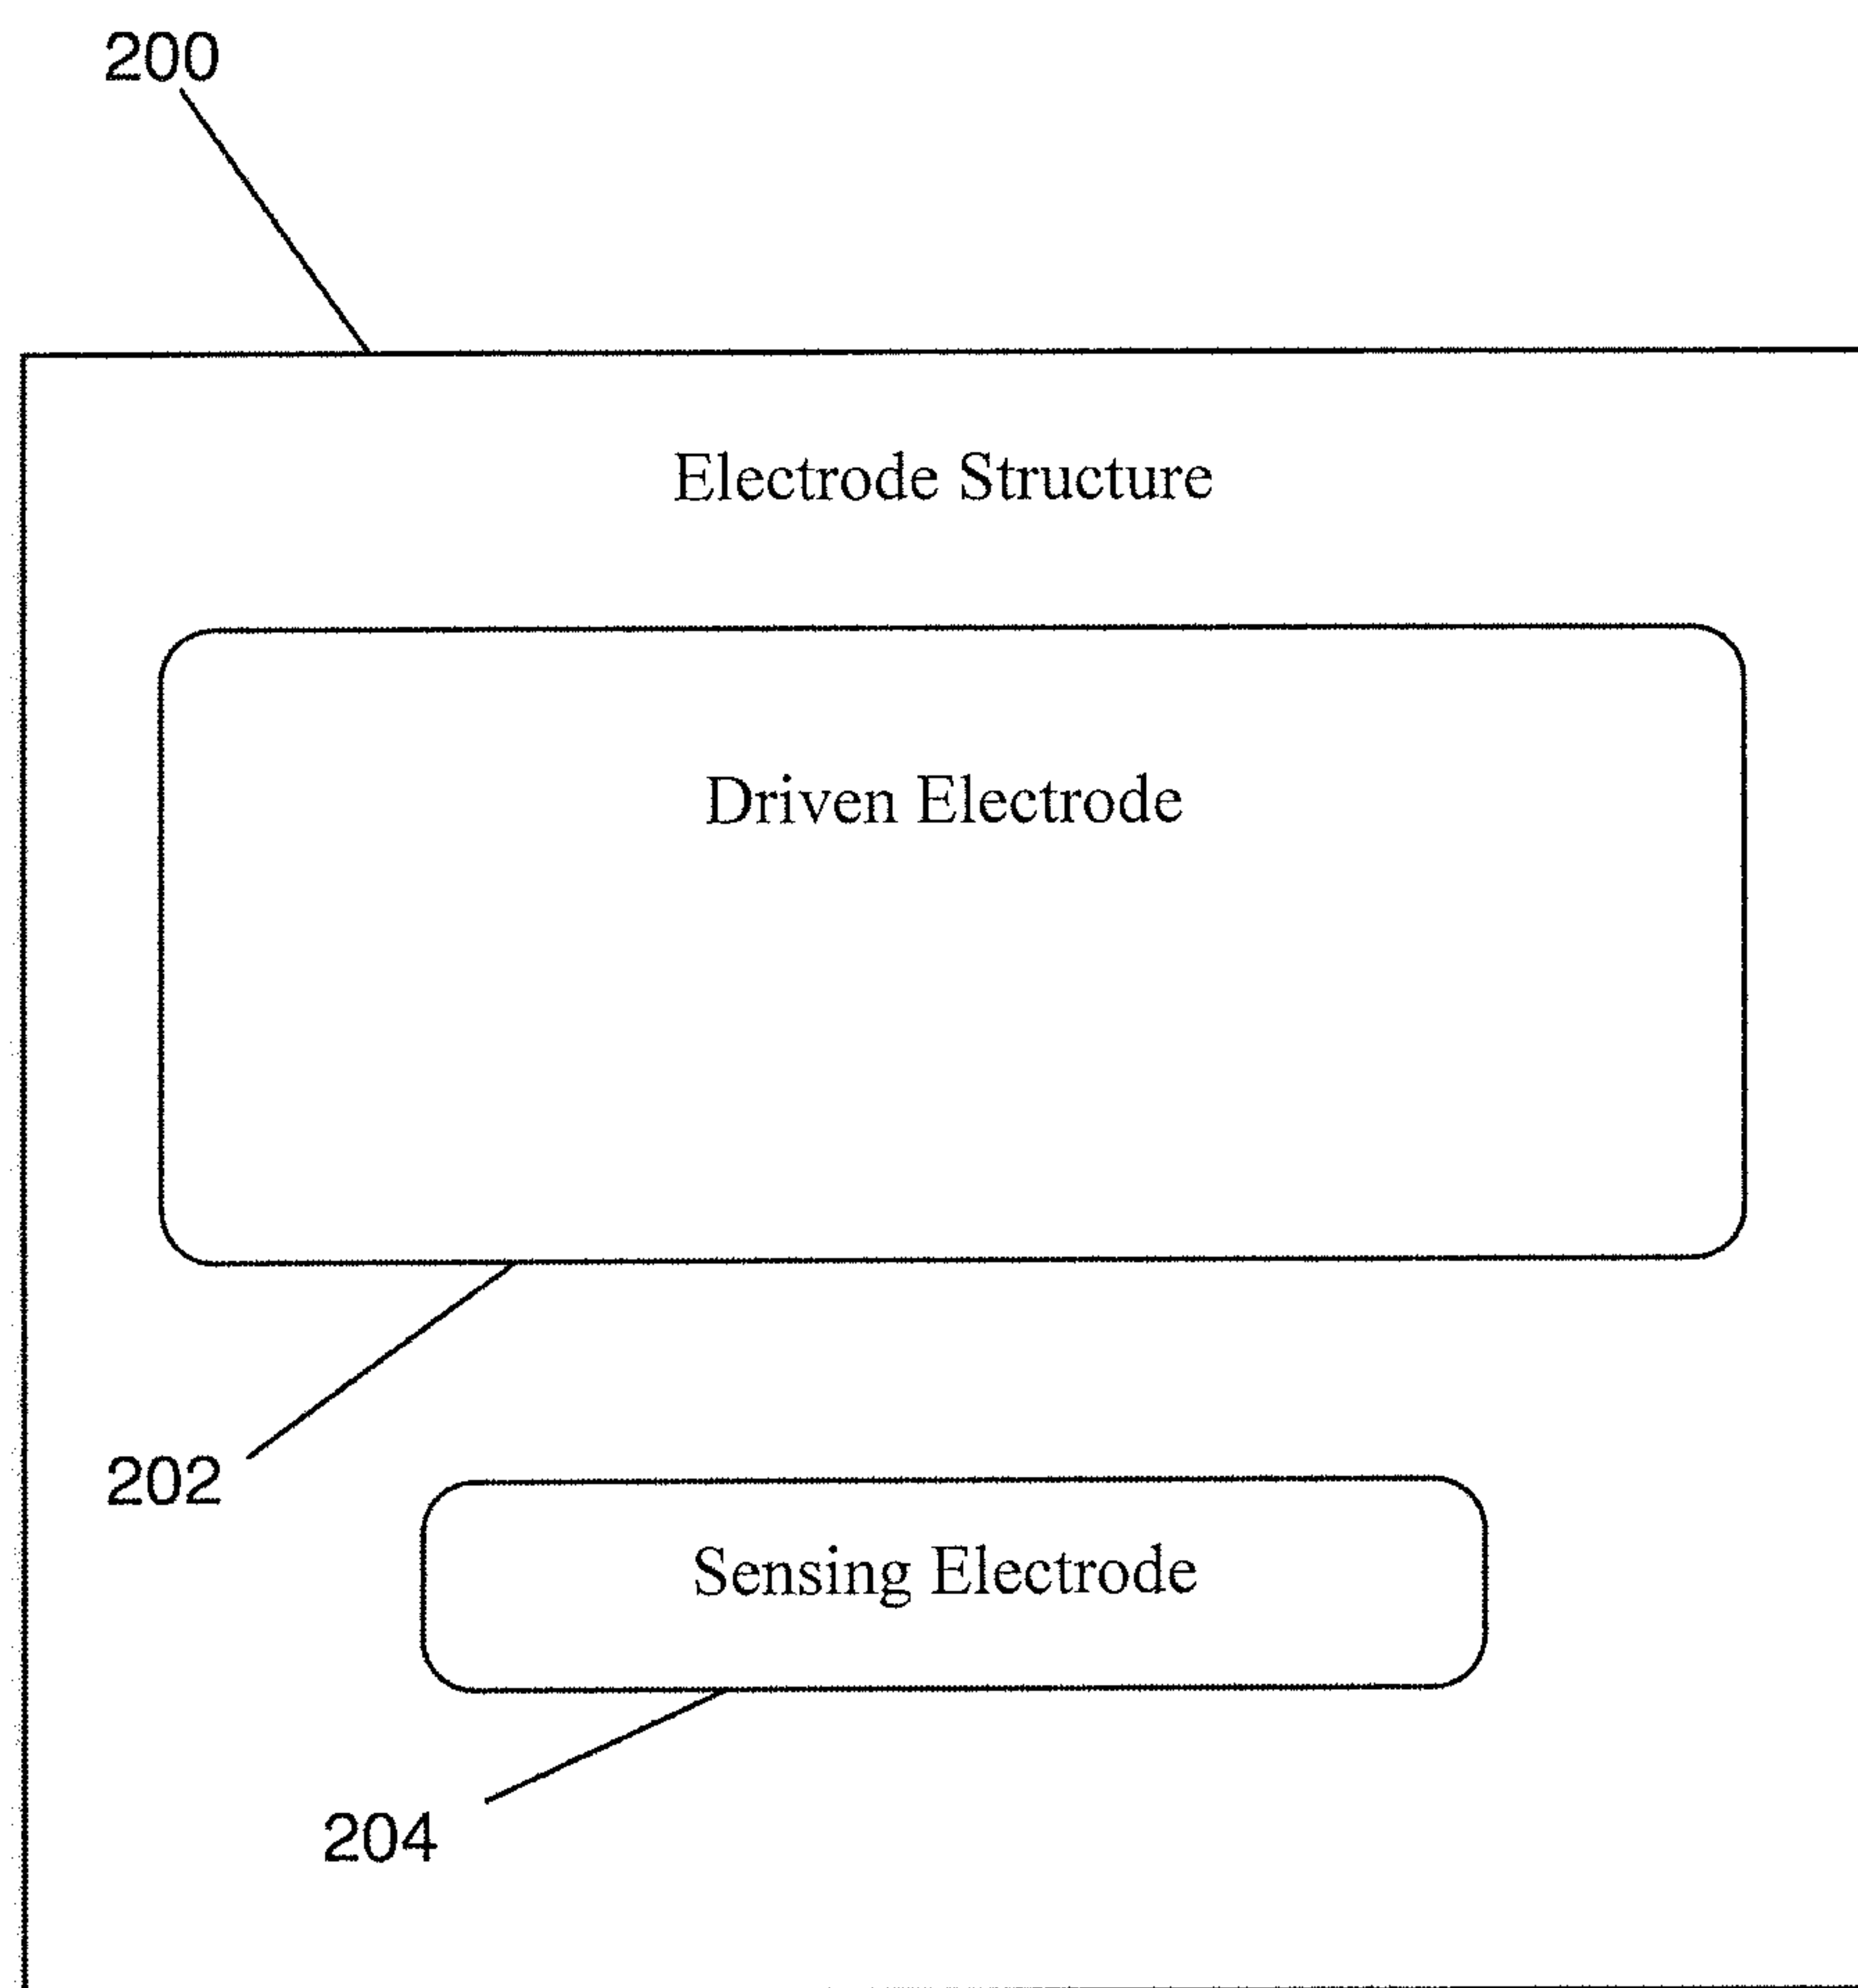 200
Electrode Structure
Driven Electrode
202
Sensing Electrode
204